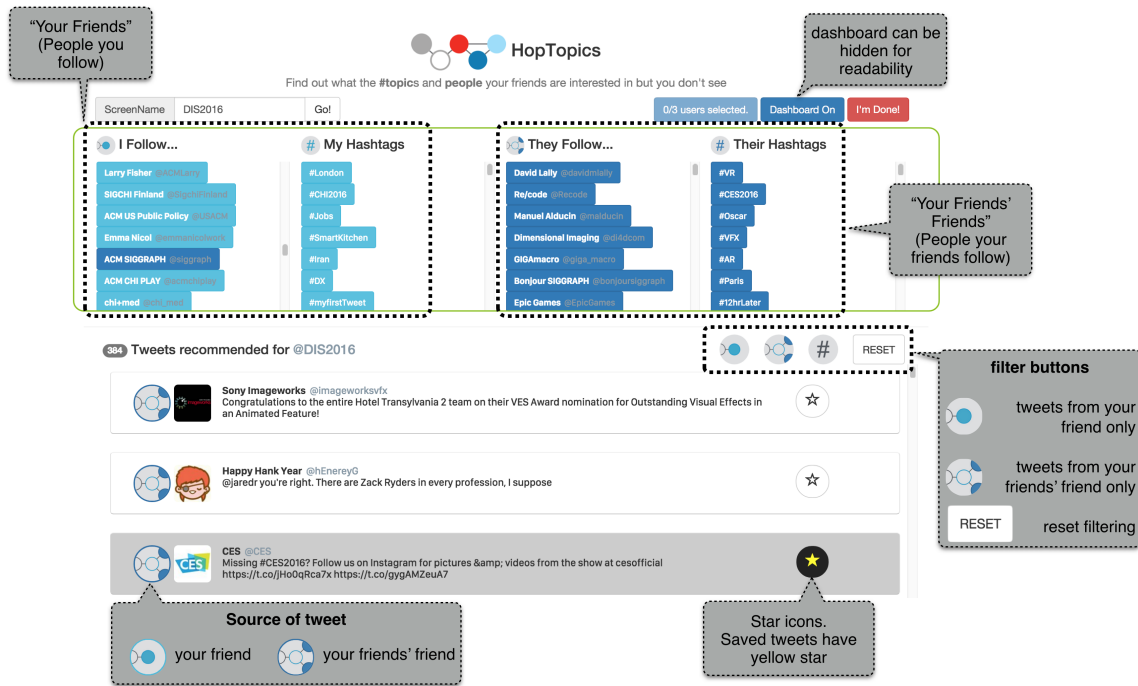 “Your Friends”
(People you
follow)
HopTopics
dashboard can be
hidden for
readability
Find out what the #topics and people your friends are interested in but you don't see
ScreenName DIS2016 Go!
0/3 users selected. Dashboard On I'm Done!
I Follow...
Larry Fisher @ACMLarry
SIGCHI Finland @SigchiFinland
ACM US Public Policy @USACM
Emma Nicol @emmanicolwork
ACM SIGGRAPH @siggraph
ACM CHI PLAY @acmchiplay
chi+med @chi_med
# My Hashtags
#London
#CHI2016
#Jobs
#SmartKitchen
#Iran
#DX
#myfirstTweet
They Follow...
David Lally @davidmlally
Re/code @Recode
Manuel Alducin @malducin
Dimensional Imaging @di4dcom
GIGAmacro @giga_macro
Bonjour SIGGRAPH @bonjoursiggraph
Epic Games @EpicGames
# Their Hashtags
#VR
#CES2016
#Oscar
#VFX
#AR
#Paris
#12hrLater
“Your Friends’
Friends”
(People your
friends follow)
384 Tweets recommended for @DIS2016
# RESET
Sony Imageworks @imageworksvfx
Congratulations to the entire Hotel Transylvania 2 team on their VES Award nomination for Outstanding Visual Effects in
an Animated Feature!
Happy Hank Year @hEnereyG
@jaredr you're right. There are Zack Ryders in every profession, I suppose
CES
CES @CES
Missing #CES2016? Follow us on Instagram for pictures &amp; videos from the show at cesofficial
https://t.co/jHo0qRca7x https://t.co/gygAMZeuA7
filter buttons
tweets from your
friend only
tweets from your
friends’ friend only
RESET reset filtering
Source of tweet
your friend your friends’ friend
Star icons.
Saved tweets have
yellow star